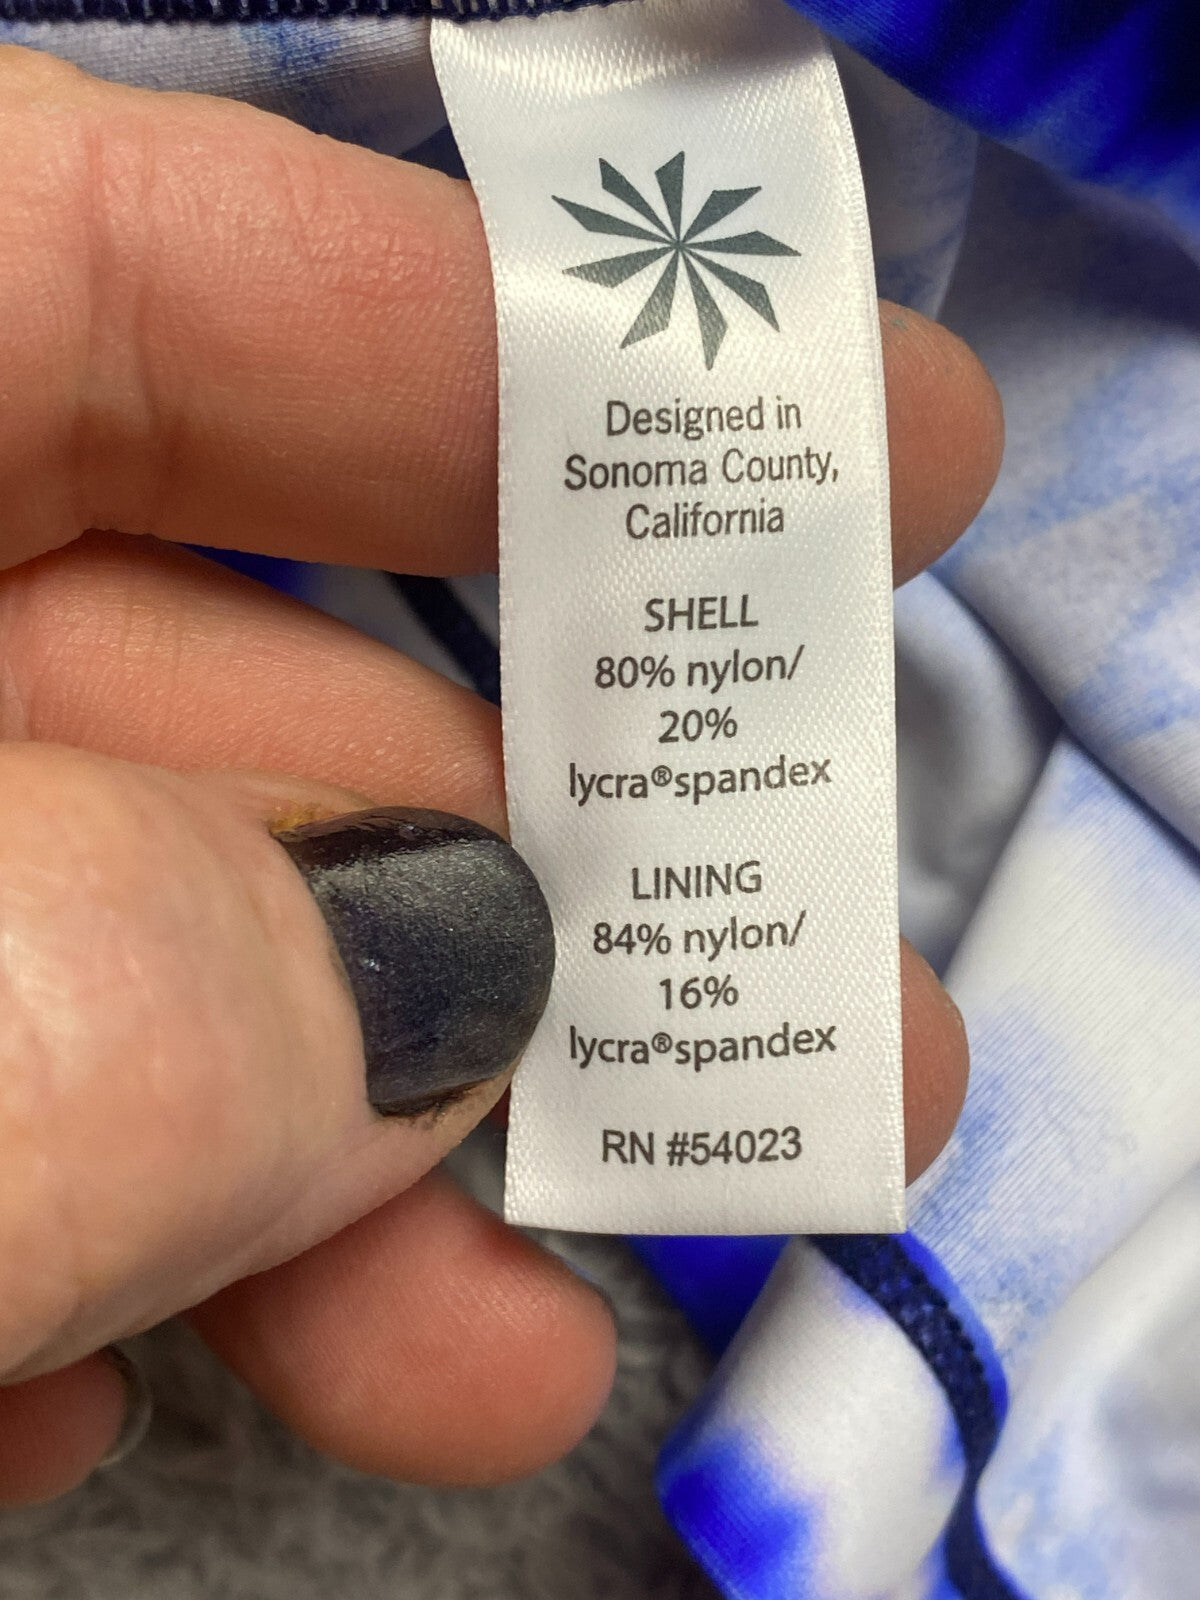 Designed in
Sonoma County,
California
SHELL
80% nylon/
20%
lycra®spandex
LINING
84% nylon/
16%
lycra®spandex
RN #54023